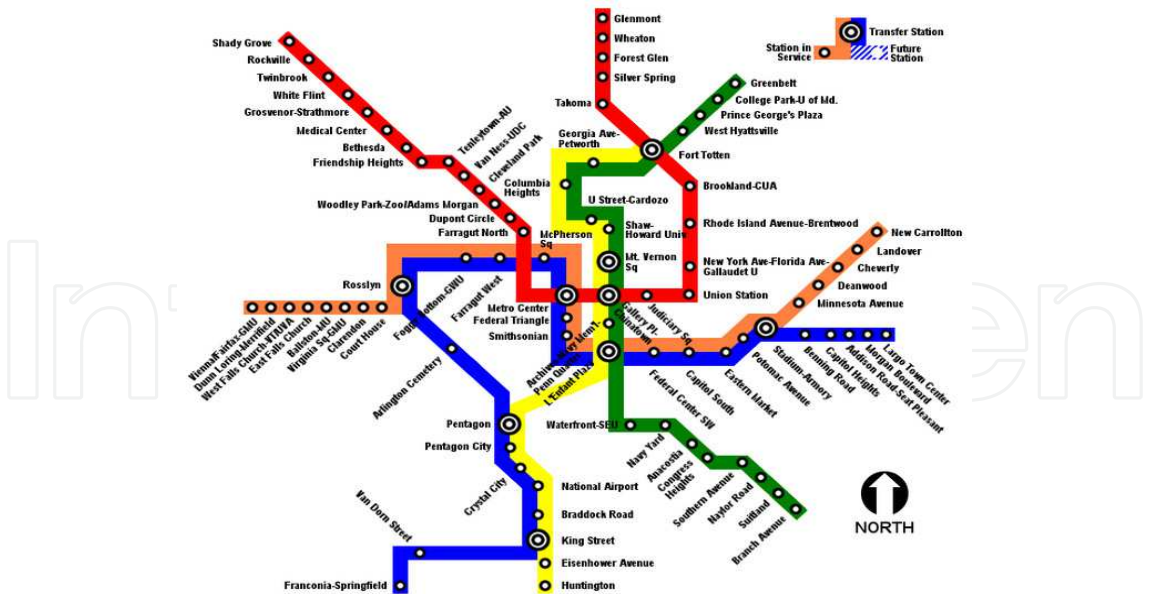 Glenmont
Wheaton
Forest Glen
Silver Spring
Takoma
Transfer Station
Station in
Service
Future
Station
Shady Grove
Rockville
Twinbrook
White Flint
Grosvenor-Strathmore
Medical Center
Bethesda
Friendship Heights
Tenleytown-AU
Van Ness-UDC
Cleveland Park
Woodley Park-Zoo/Adams Morgan
Dupont Circle
Farragut North
Greenbelt
College Park-U of Md.
Prince George's Plaza
West Hyattsville
Georgia Ave-
Petworth
Fort Totten
Columbia
Heights
Brookland-CUA
U Street-Cardozo
Shaw-
Howard Univ
Rhode Island Avenue-Brentwood
McPherson
Sq
Mt. Vernon
Sq
New York Ave-Florida Ave-
Gallaudet U
New Carrollton
Landover
Cheverly
Deanwood
Minnesota Avenue
Rosslyn
Foggy Bottom-GWU
Farragut West
Metro Center
Federal Triangle
Smithsonian
Gallery Pl-
Chinatown
Judiciary Sq
Union Station
Vienna/Fairfax-GMU
Dunn Loring-Merrifield
West Falls Church-VT/UVA
East Falls Church
Ballston-MU
Virginia Sq-GMU
Clarendon
Court House
Archives-Navy Mem'l-
Penn Quarter
L'Enfant Plaza
Federal Center SW
Capitol South
Eastern Market
Potomac Avenue
Stadium-Armory
Benning Road
Capitol Heights
Addison Road-Seat Pleasant
Morgan Boulevard
Largo Town Center
Arlington Cemetery
Pentagon
Pentagon City
Crystal City
National Airport
Braddock Road
King Street
Eisenhower Avenue
Huntington
Van Dorn Street
Franconia-Springfield
Waterfront-SEU
Navy Yard
Anacostia
Congress
Heights
Southern Avenue
Naylor Road
Suitland
Branch Avenue
NORTH